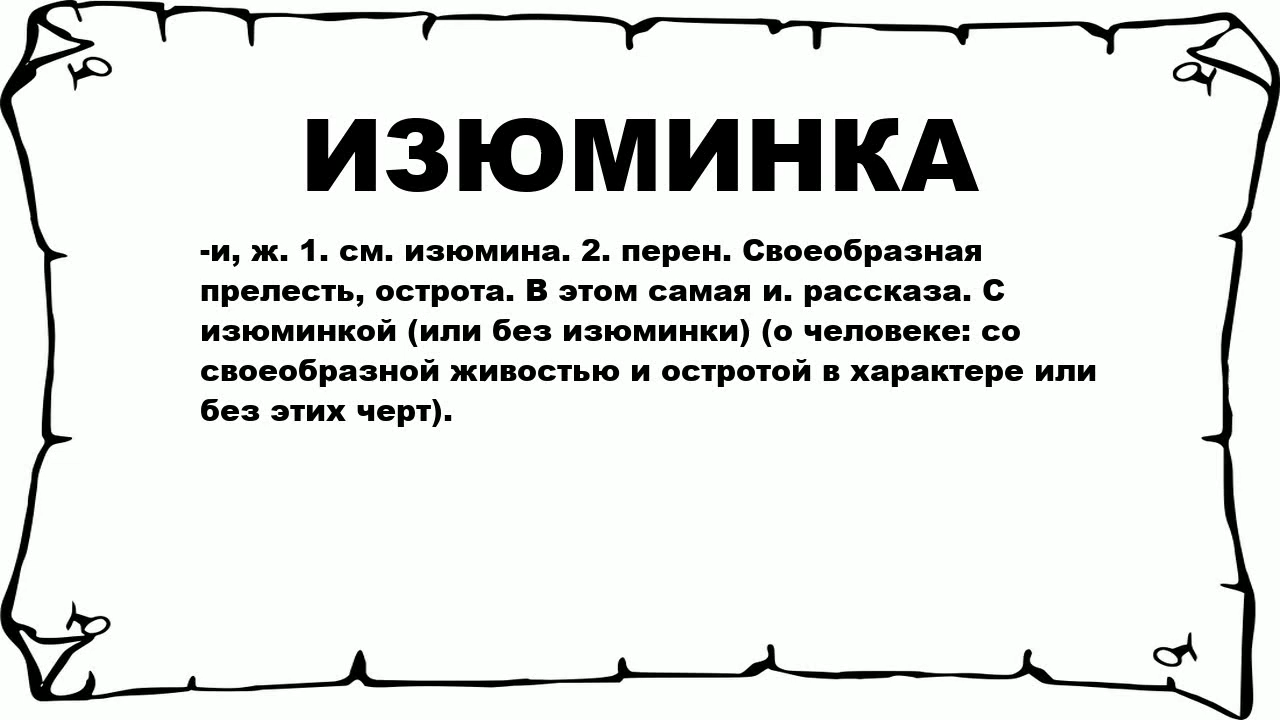 ИЗЮМИНКА
-и, ж. 1. см. изюмина. 2. перен. Своеобразная
прелесть, острота. В этом самая и. рассказа. С
изюминкой (или без изюминки) (о человеке: со
своеобразной живостью и остротой в характере или
без этих черт).